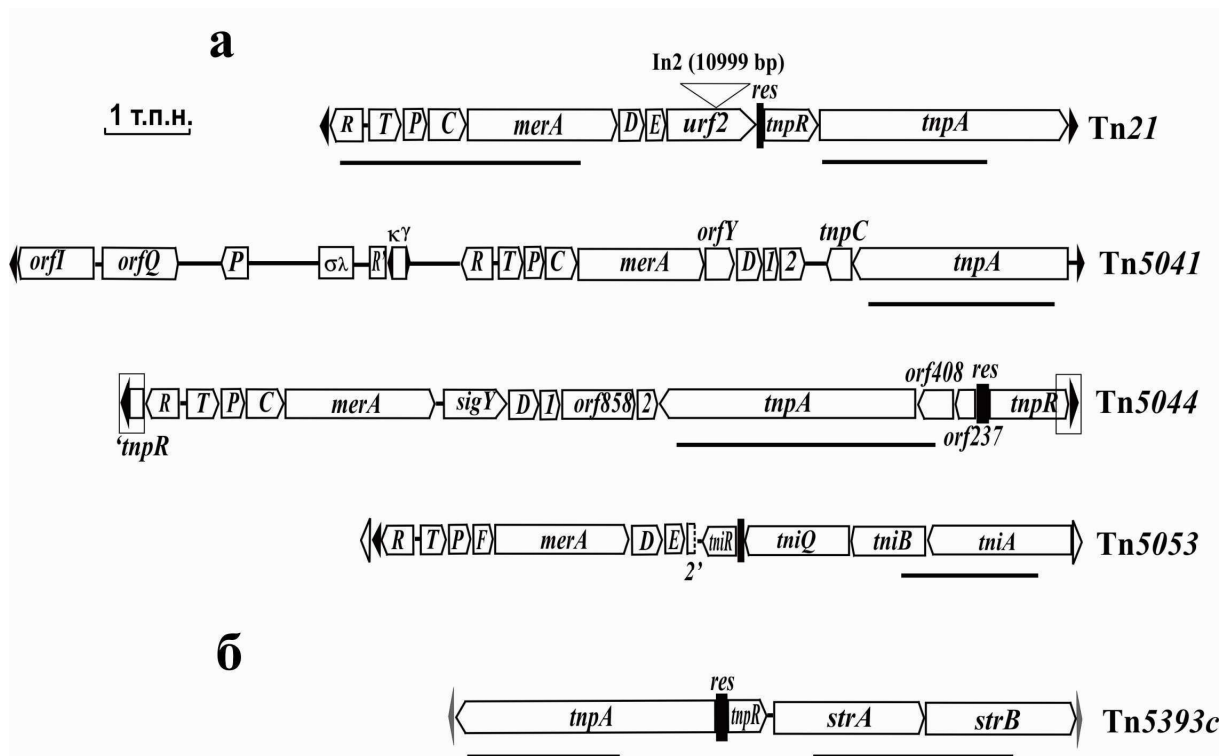 а
In2 (10999 bp)
1 т.п.н.
res
R T P C merA D E urf2 tnpR tnpA Tn21
κγ orfY tnpC
orfI orfQ P σλ R' R T P C merA D 1 2 tnpA Tn5041
orf408 res
R T P C merA sigY D 1 orf858 2 tnpA tnpR Tn5044
‘tnpR orf237
R T P F merA D E tniR tniQ tniB tniA Tn5053
2’
б
res
tnpA tnpR strA strB Tn5393c